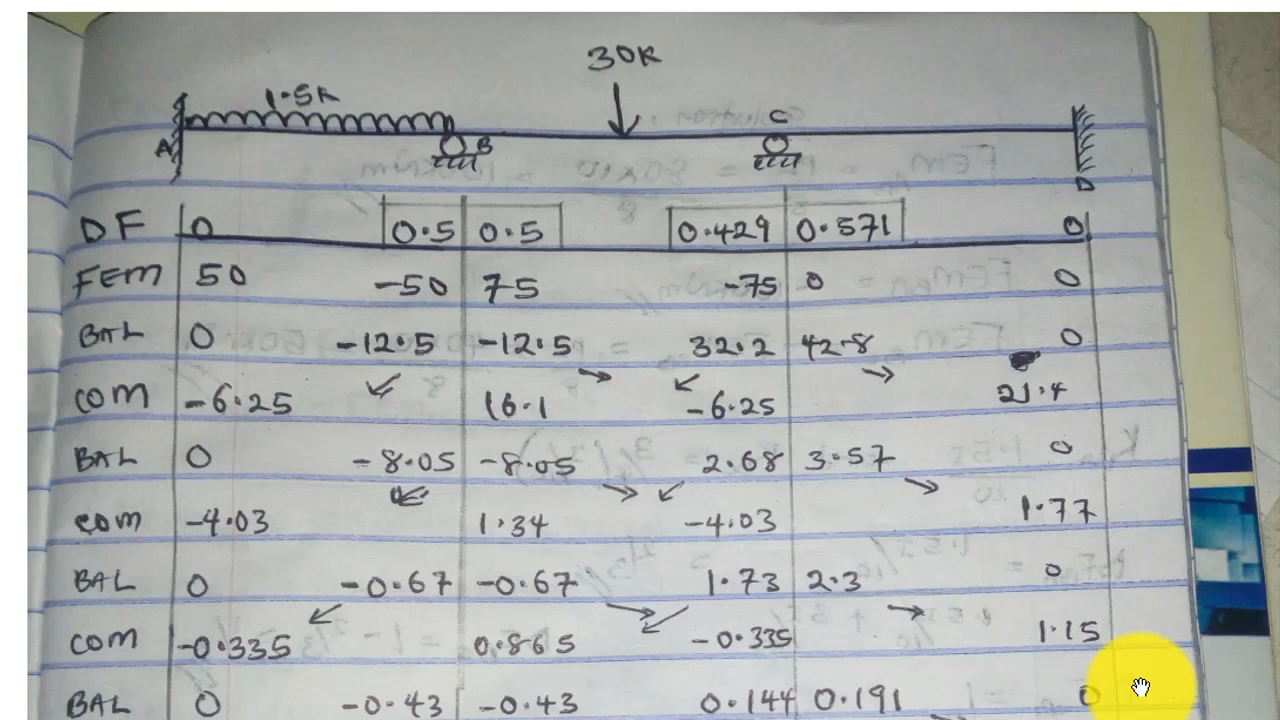 30K
1.5K
C
A B
D
DF 0 0.5 0.5 0.429 0.571 0
FEM 50 -50 75 -75 0 0
BAL 0 -12.5 -12.5 32.2 42.8 0
COM -6.25 16.1 -6.25 21.4
BAL 0 -8.05 -8.05 2.68 3.57 0
COM -4.03 1.34 -4.03 1.77
BAL 0 -0.67 -0.67 1.73 2.3 0
COM -0.335 0.865 -0.335 1.15
BAL 0 -0.43 -0.43 0.144 0.191 0